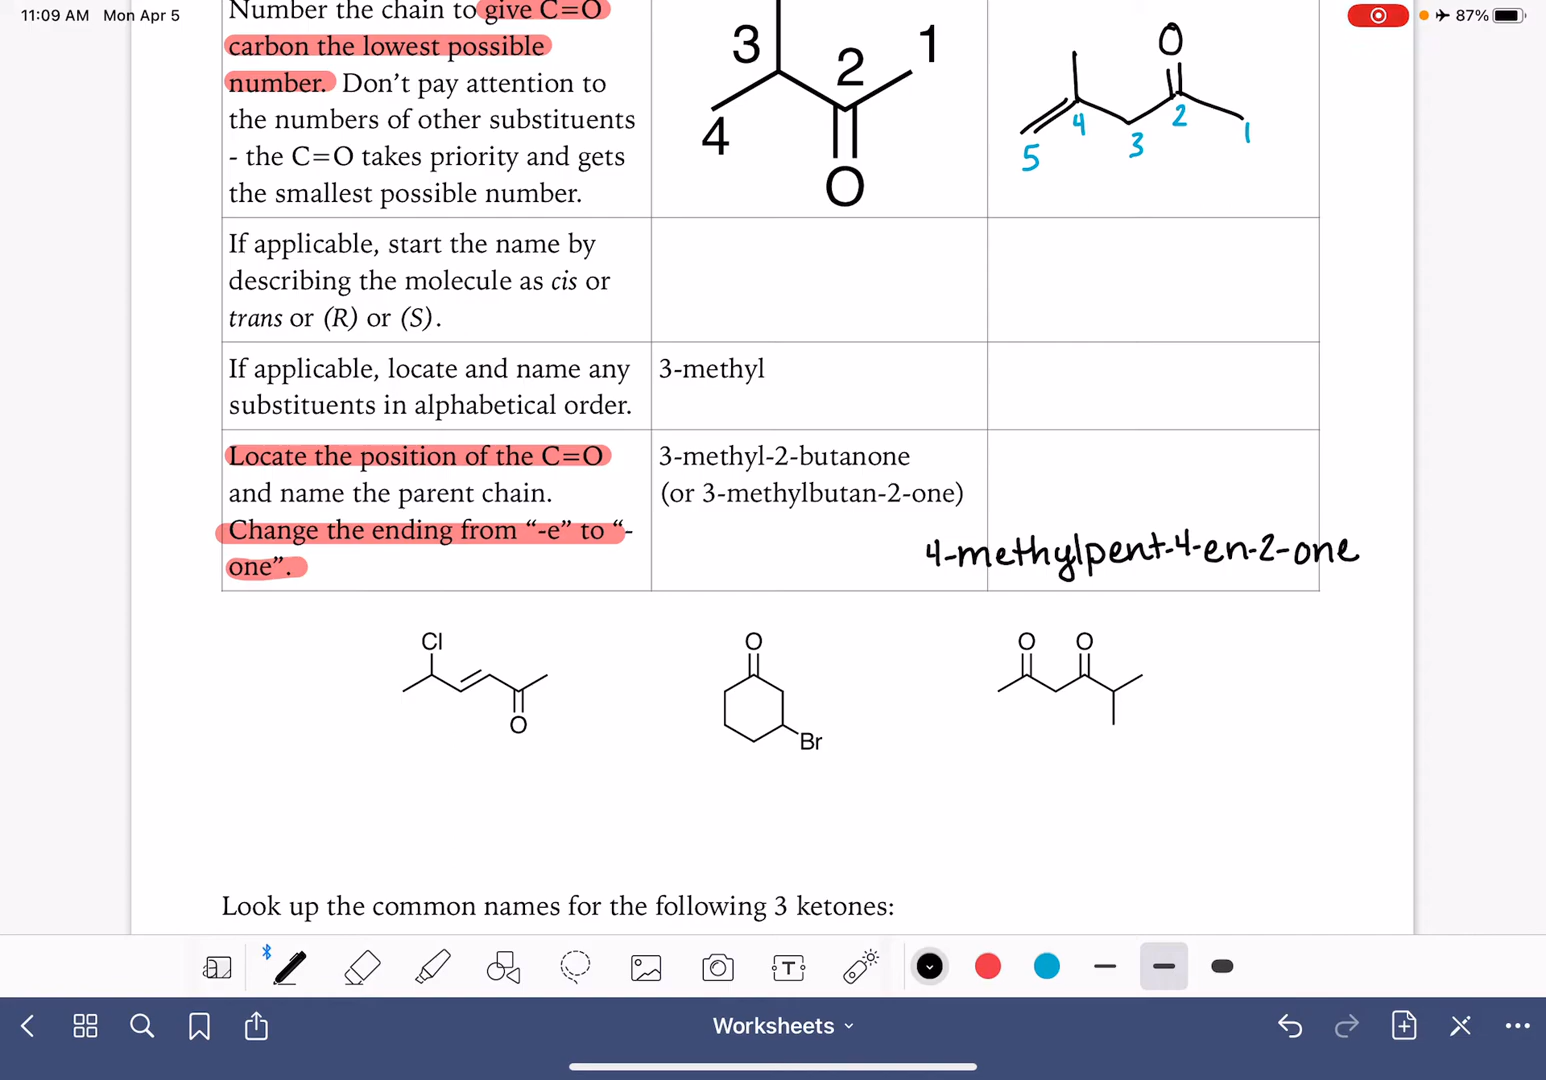 11:09 AM Mon Apr 5
87%
Number the chain to give C=O
carbon the lowest possible
number. Don’t pay attention to
the numbers of other substituents
- the C=O takes priority and gets
the smallest possible number.
3
2
1
4
O
O
5
4
3
2
1
If applicable, start the name by
describing the molecule as cis or
trans or (R) or (S).
If applicable, locate and name any
substituents in alphabetical order.
3-methyl
Locate the position of the C=O
and name the parent chain.
Change the ending from “-e” to “-
one”.
3-methyl-2-butanone
(or 3-methylbutan-2-one)
4-methylpent-4-en-2-one
Cl
O
O
Br
O O
Look up the common names for the following 3 ketones:
T
Worksheets